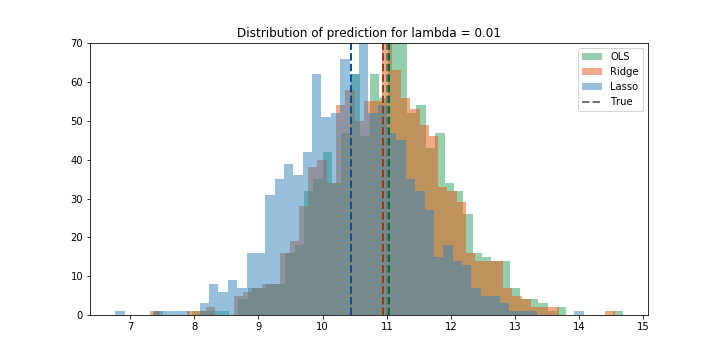 Distribution of prediction for lambda = 0.01
70
60
50
40
30
20
10
0
7 8 9 10 11 12 13 14 15
OLS
Ridge
Lasso
True